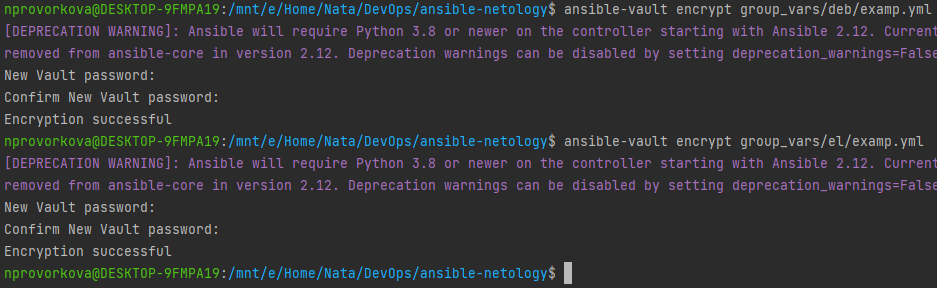 nprovorkova@DESKTOP-9FMPA19:/mnt/e/Home/Nata/DevOps/ansible-netology$ ansible-vault encrypt group_vars/deb/examp.yml
[DEPRECATION WARNING]: Ansible will require Python 3.8 or newer on the controller starting with Ansible 2.12. Current
removed from ansible-core in version 2.12. Deprecation warnings can be disabled by setting deprecation_warnings=False
New Vault password:
Confirm New Vault password:
Encryption successful
nprovorkova@DESKTOP-9FMPA19:/mnt/e/Home/Nata/DevOps/ansible-netology$ ansible-vault encrypt group_vars/el/examp.yml
[DEPRECATION WARNING]: Ansible will require Python 3.8 or newer on the controller starting with Ansible 2.12. Current
removed from ansible-core in version 2.12. Deprecation warnings can be disabled by setting deprecation_warnings=False
New Vault password:
Confirm New Vault password:
Encryption successful
nprovorkova@DESKTOP-9FMPA19:/mnt/e/Home/Nata/DevOps/ansible-netology$